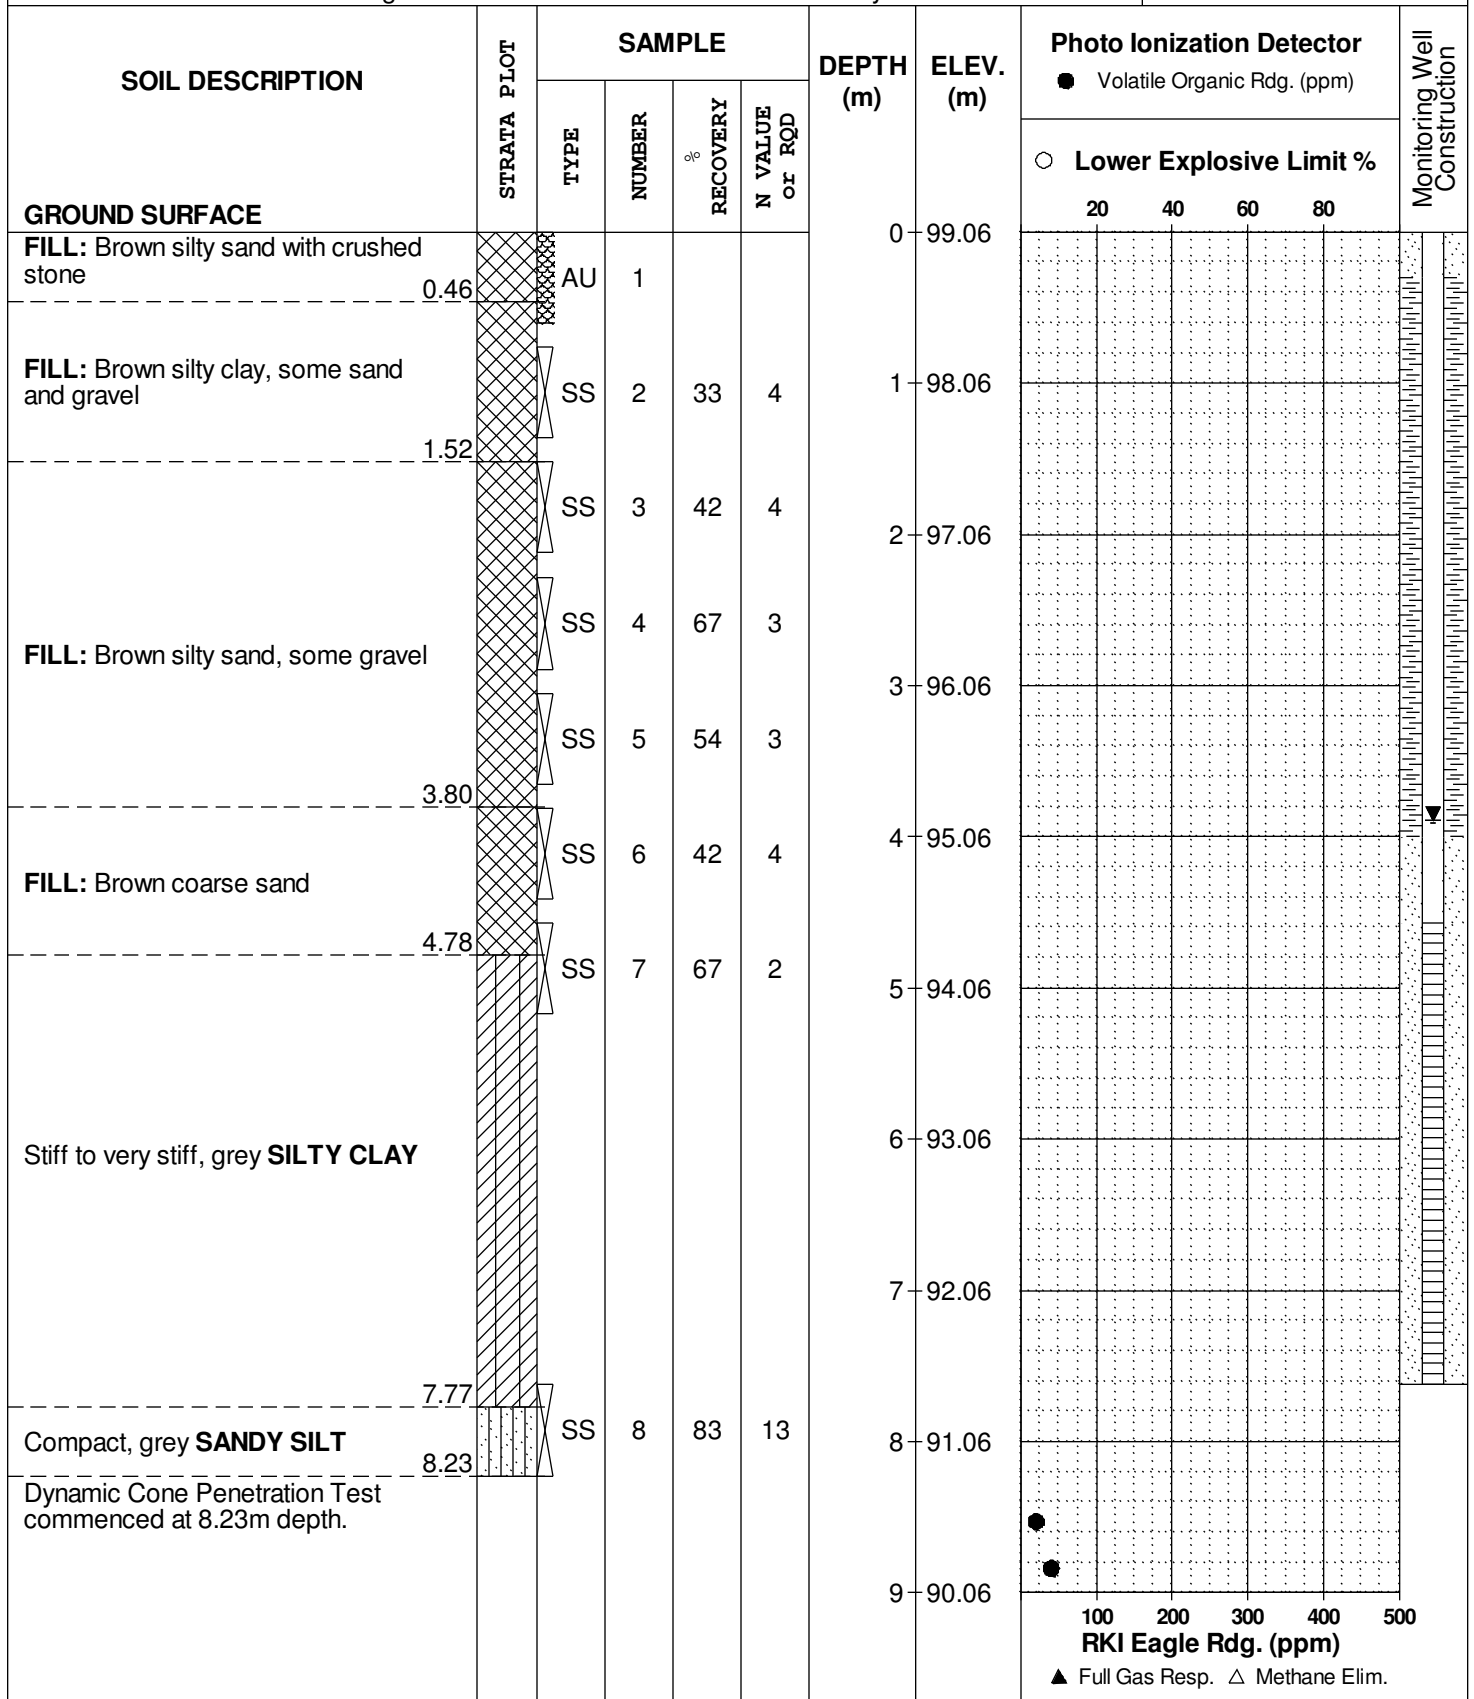 SOIL DESCRIPTION
GROUND SURFACE
STRATA PLOT
SAMPLE
TYPE
NUMBER
%
RECOVERY
N VALUE
or RQD
DEPTH
(m)
ELEV.
(m)
Photo Ionization Detector
● Volatile Organic Rdg. (ppm)
○ Lower Explosive Limit %
20 40 60 80
Monitoring Well
Construction
0 99.06
FILL: Brown silty sand with crushed
stone
0.46
AU 1
FILL: Brown silty clay, some sand
and gravel
SS 2 33 4
1 98.06
1.52
SS 3 42 4
2 97.06
SS 4 67 3
FILL: Brown silty sand, some gravel
3 96.06
SS 5 54 3
3.80
4 95.06
SS 6 42 4
FILL: Brown coarse sand
4.78
SS 7 67 2
5 94.06
6 93.06
Stiff to very stiff, grey SILTY CLAY
7 92.06
7.77
SS 8 83 13
Compact, grey SANDY SILT
8 91.06
8.23
Dynamic Cone Penetration Test
commenced at 8.23m depth.
9 90.06
100 200 300 400 500
RKI Eagle Rdg. (ppm)
▲ Full Gas Resp. △ Methane Elim.